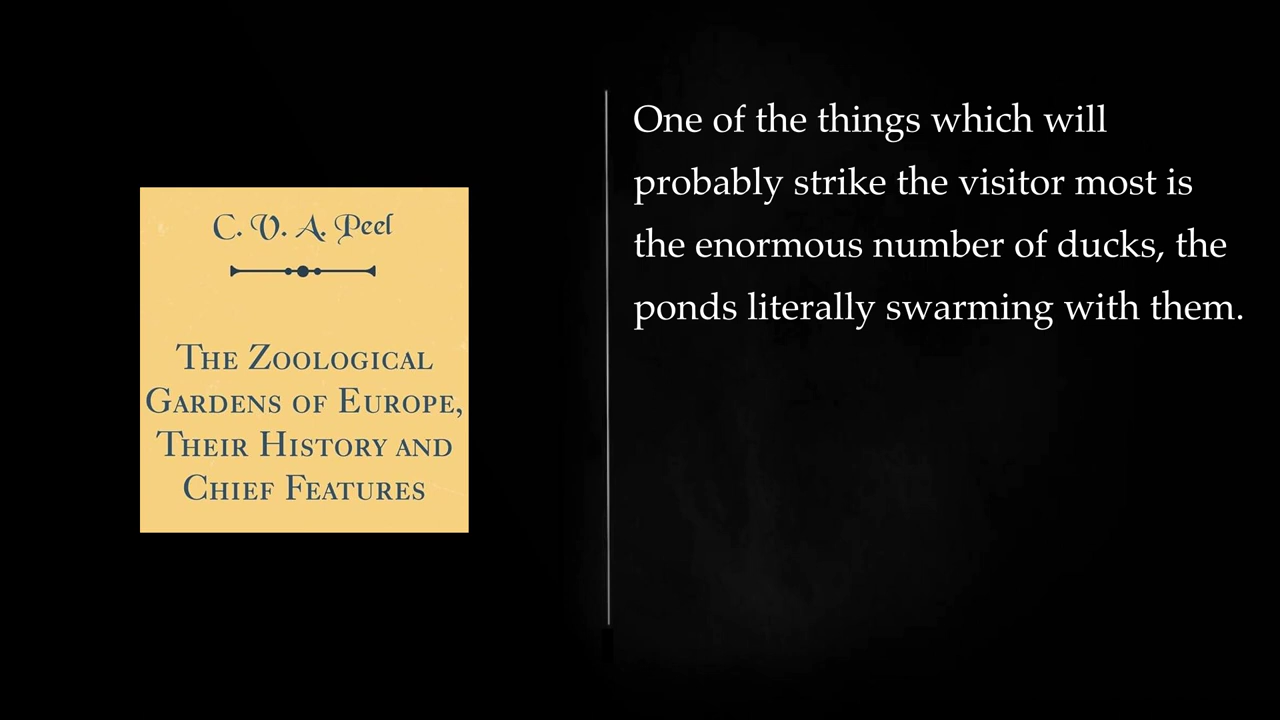 C. V. A. Peel
The Zoological
Gardens of Europe,
Their History and
Chief Features
One of the things which will
probably strike the visitor most is
the enormous number of ducks, the
ponds literally swarming with them.